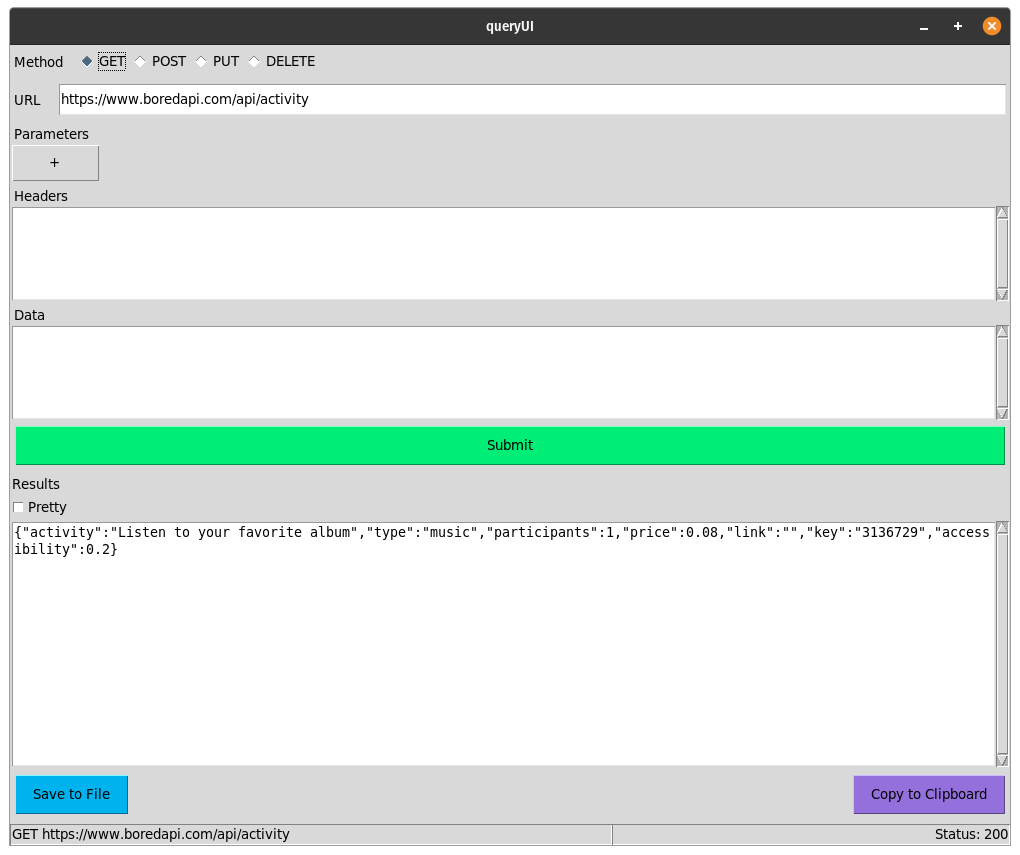 queryUI
Method GET POST PUT DELETE
URL https://www.boredapi.com/api/activity
Parameters
+
Headers
Data
Submit
Results
Pretty
{"activity":"Listen to your favorite album","type":"music","participants":1,"price":0.08,"link":"","key":"3136729","access
ibility":0.2}
Save to File Copy to Clipboard
GET https://www.boredapi.com/api/activity Status: 200